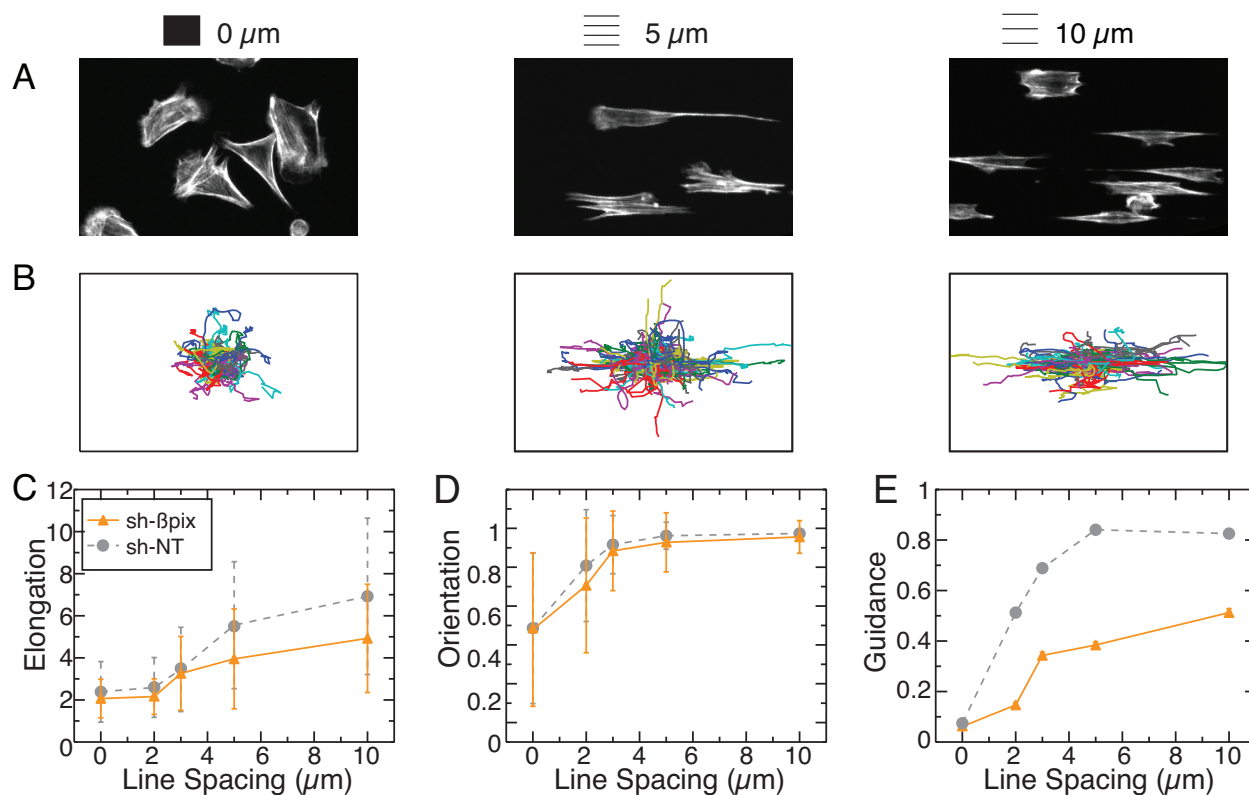 0 µm
5 µm
10 µm
A
B
C
12
10
8
6
4
2
0
Elongation
sh-βpix
sh-NT
0 2 4 6 8 10
Line Spacing (µm)
D
1
0.8
0.6
0.4
0.2
0
Orientation
0 2 4 6 8 10
Line Spacing (µm)
E
1
0.8
0.6
0.4
0.2
0
Guidance
0 2 4 6 8 10
Line Spacing (µm)